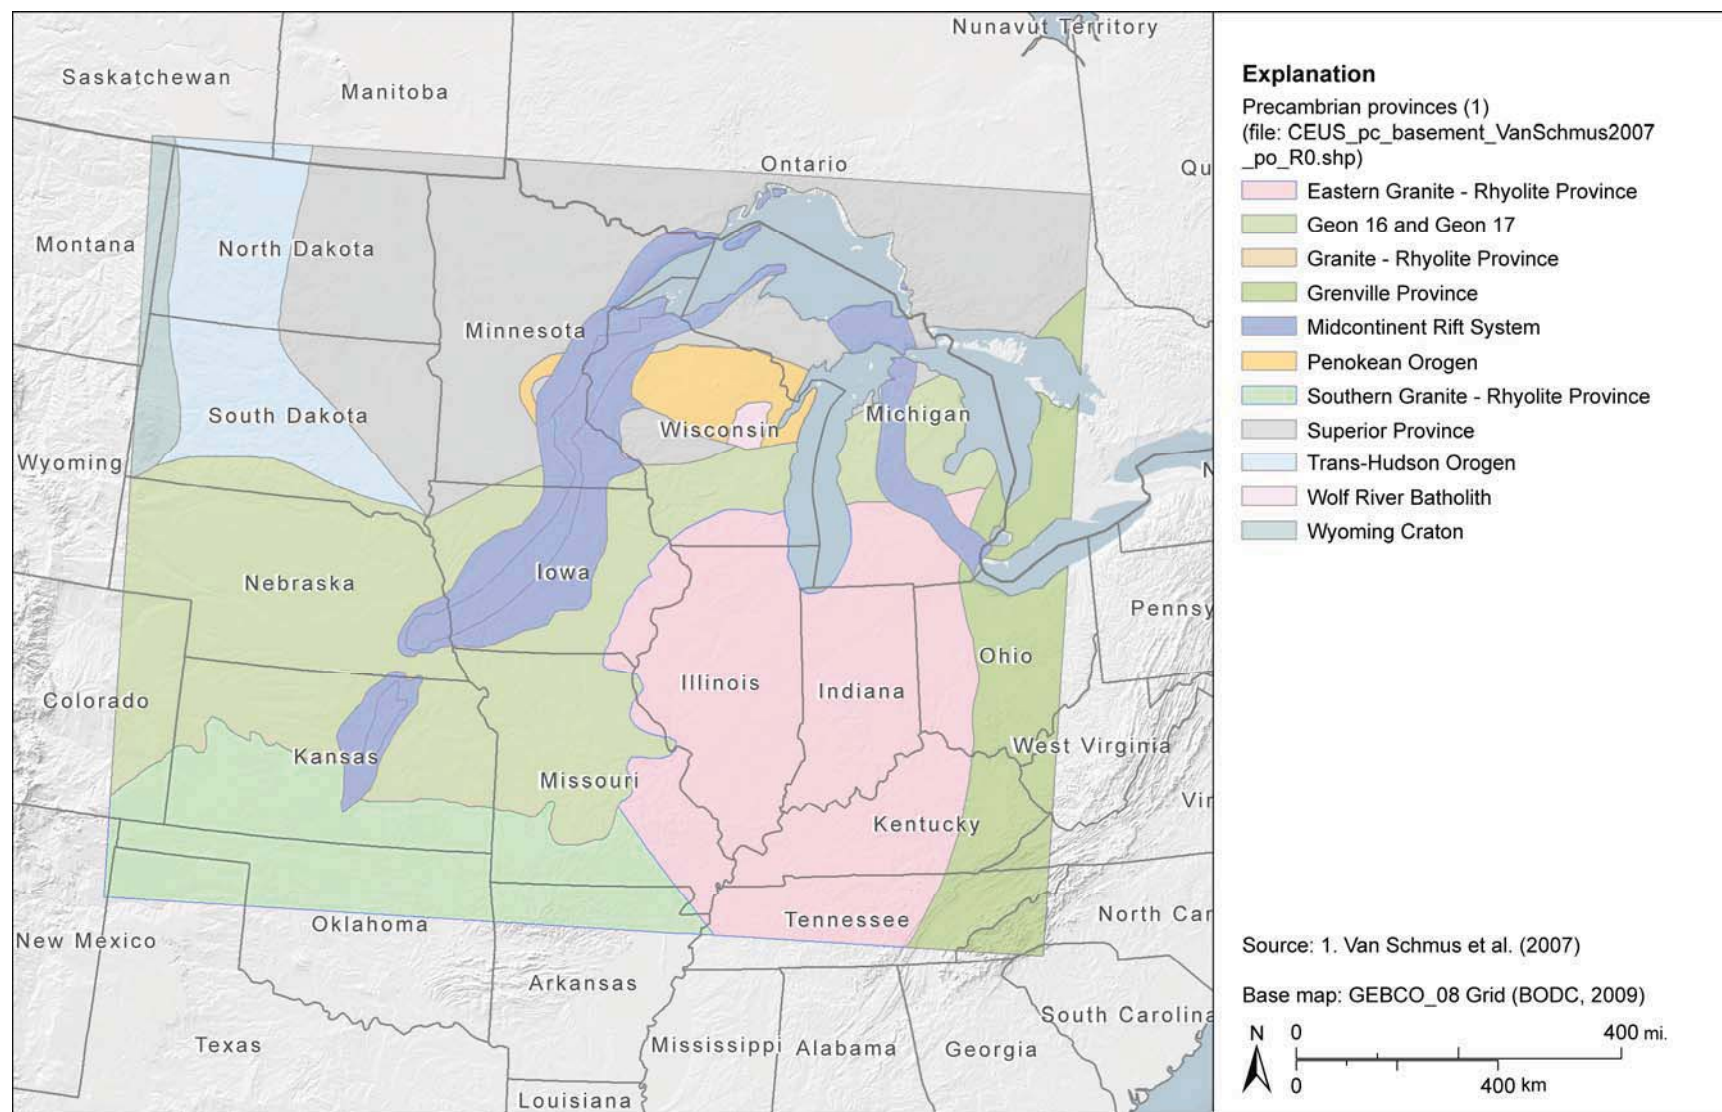 Nunavut Territory
Saskatchewan
Manitoba
Ontario
Qu
Montana
North Dakota
Minnesota
South Dakota
Michigan
Wisconsin
Wyoming
N
Nebraska
Iowa
Pennsy
Ohio
Illinois
Indiana
Colorado
West Virginia
Kansas
Missouri
Vir
Kentucky
North Car
Tennessee
Oklahoma
New Mexico
Arkansas
South Carolina
Texas
Mississippi
Alabama
Georgia
Louisiana
Explanation
Precambrian provinces (1)
(file: CEUS_pc_basement_VanSchmus2007
_po_R0.shp)
Eastern Granite - Rhyolite Province
Geon 16 and Geon 17
Granite - Rhyolite Province
Grenville Province
Midcontinent Rift System
Penokean Orogen
Southern Granite - Rhyolite Province
Superior Province
Trans-Hudson Orogen
Wolf River Batholith
Wyoming Craton
Source: 1. Van Schmus et al. (2007)
Base map: GEBCO_08 Grid (BODC, 2009)
N
0 400 mi.
0 400 km